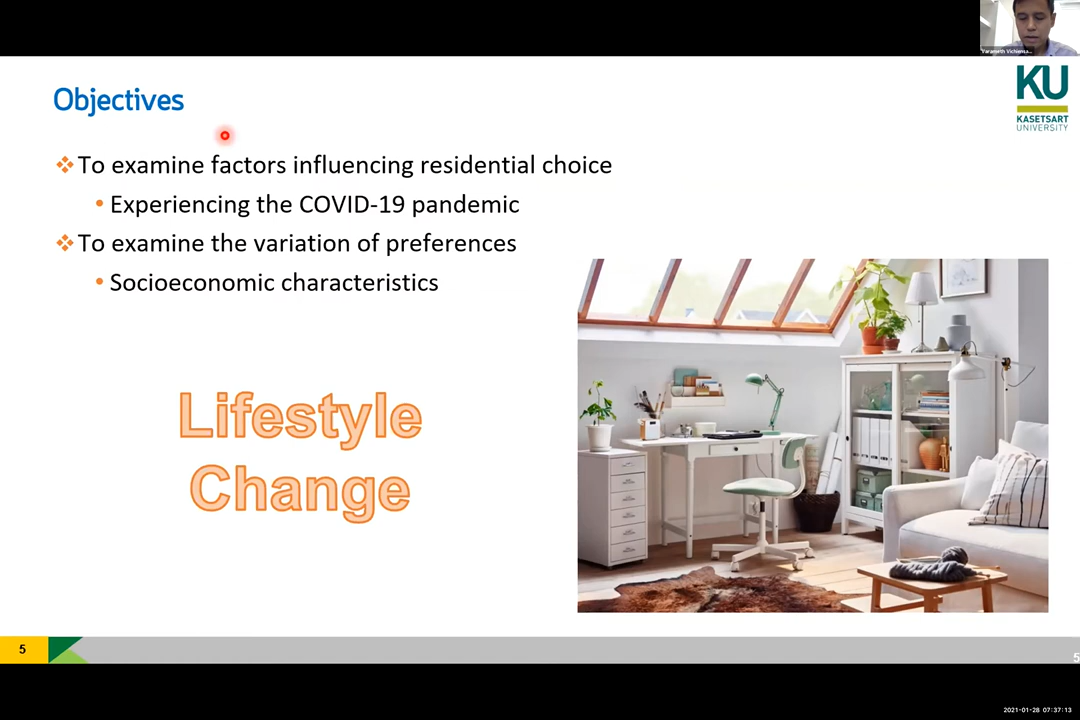 Objectives
To examine factors influencing residential choice
Experiencing the COVID-19 pandemic
To examine the variation of preferences
Socioeconomic characteristics
Lifestyle
Change
KU
KASETSART
UNIVERSITY
5
5
2021-01-28 07:37:13